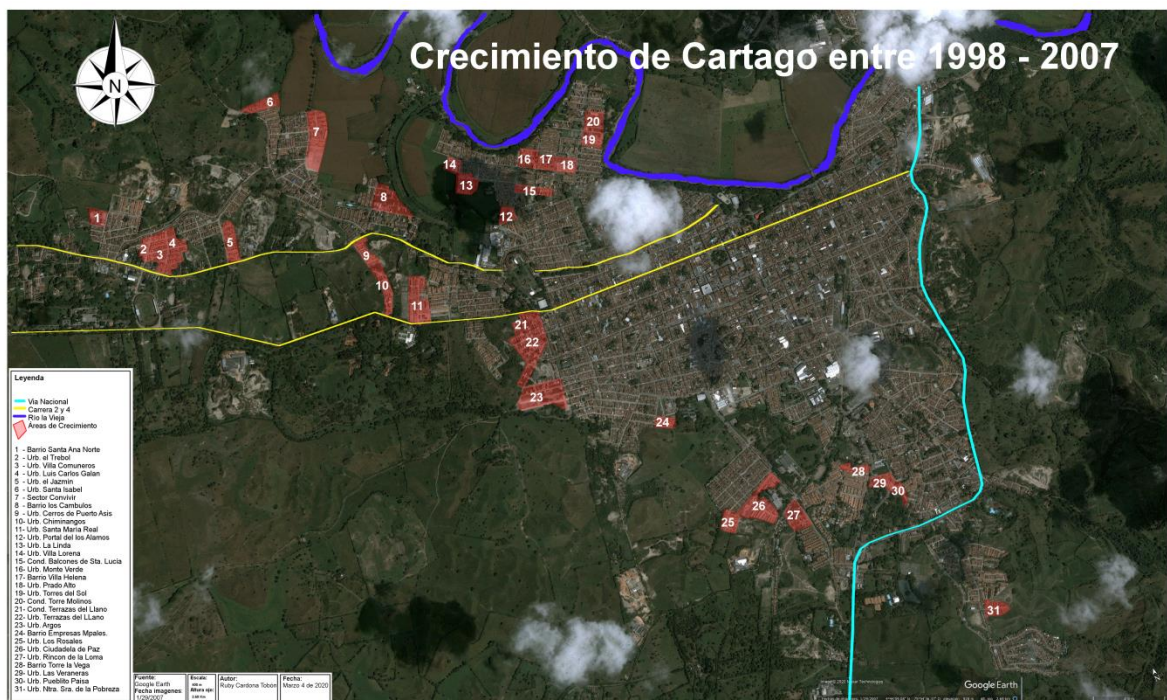 Crecimiento de Cartago entre 1998 - 2007
N
6
7
20
19
16
17
18
14
13
15
8
12
1
2
4
3
5
9
10
11
21
22
23
24
28
29
30
26
25
27
31
Leyenda
Via Nacional
Carrera 2 y 4
Rio la Vieja
Áreas de Crecimiento
1 - Barrio Santa Ana Norte
2 - Urb. el Trebol
3 - Urb. Villa Comuneros
4 - Urb. Luis Carlos Galan
5 - Urb. el Jazmin
6 - Urb. Santa Isabel
7 - Sector Convivir
8 - Barrio los Cambulos
9 - Urb. Cerros de Puerto Asis
10- Urb. Chiminangos
11- Urb. Santa Maria Real
12- Urb. Portal del los Alamos
13- Urb. La Linda
14- Urb. Villa Lorena
15- Cond. Balcones de Sta. Lucia
16- Urb. Monte Verde
17- Barrio Villa Helena
18- Urb. Prado Alto
19- Urb. Torres del Sol
20- Cond. Torre Molinos
21- Cond. Terrazas del Llano
22- Urb. Terrazas del LLano
23- Urb. Argos
24- Barrio Empresas Mpales.
25- Urb. Los Rosales
26- Urb. Ciudadela de Paz
27- Urb. Rincon de la Loma
28- Barrio Torre la Vega
29- Urb. Las Veraneras
30- Urb. Pueblito Paisa
31- Urb. Ntra. Sra. de la Pobreza
Fuente:
Google Earth
Fecha imagenes:
1/29/2007
Escala:
Altura ojo:
Autor:
Ruby Cardona Tobón
Fecha:
Marzo 4 de 2020
Google Earth